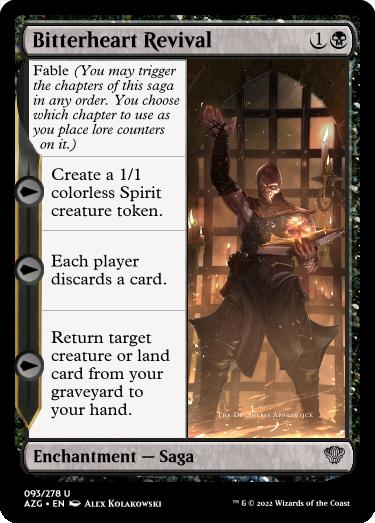 Bitterheart Revival 1
Fable (You may trigger
the chapters of this saga
in any order. You choose
which chapter to use as
you place lore counters
on it.)
Create a 1/1
colorless Spirit
creature token.
Each player
discards a card.
Return target
creature or land
card from your
graveyard to
your hand.
The Deathless Apprentice
Enchantment — Saga
093/278 U
AZG • EN Alex Kolakowski
™ & © 2022 Wizards of the Coast